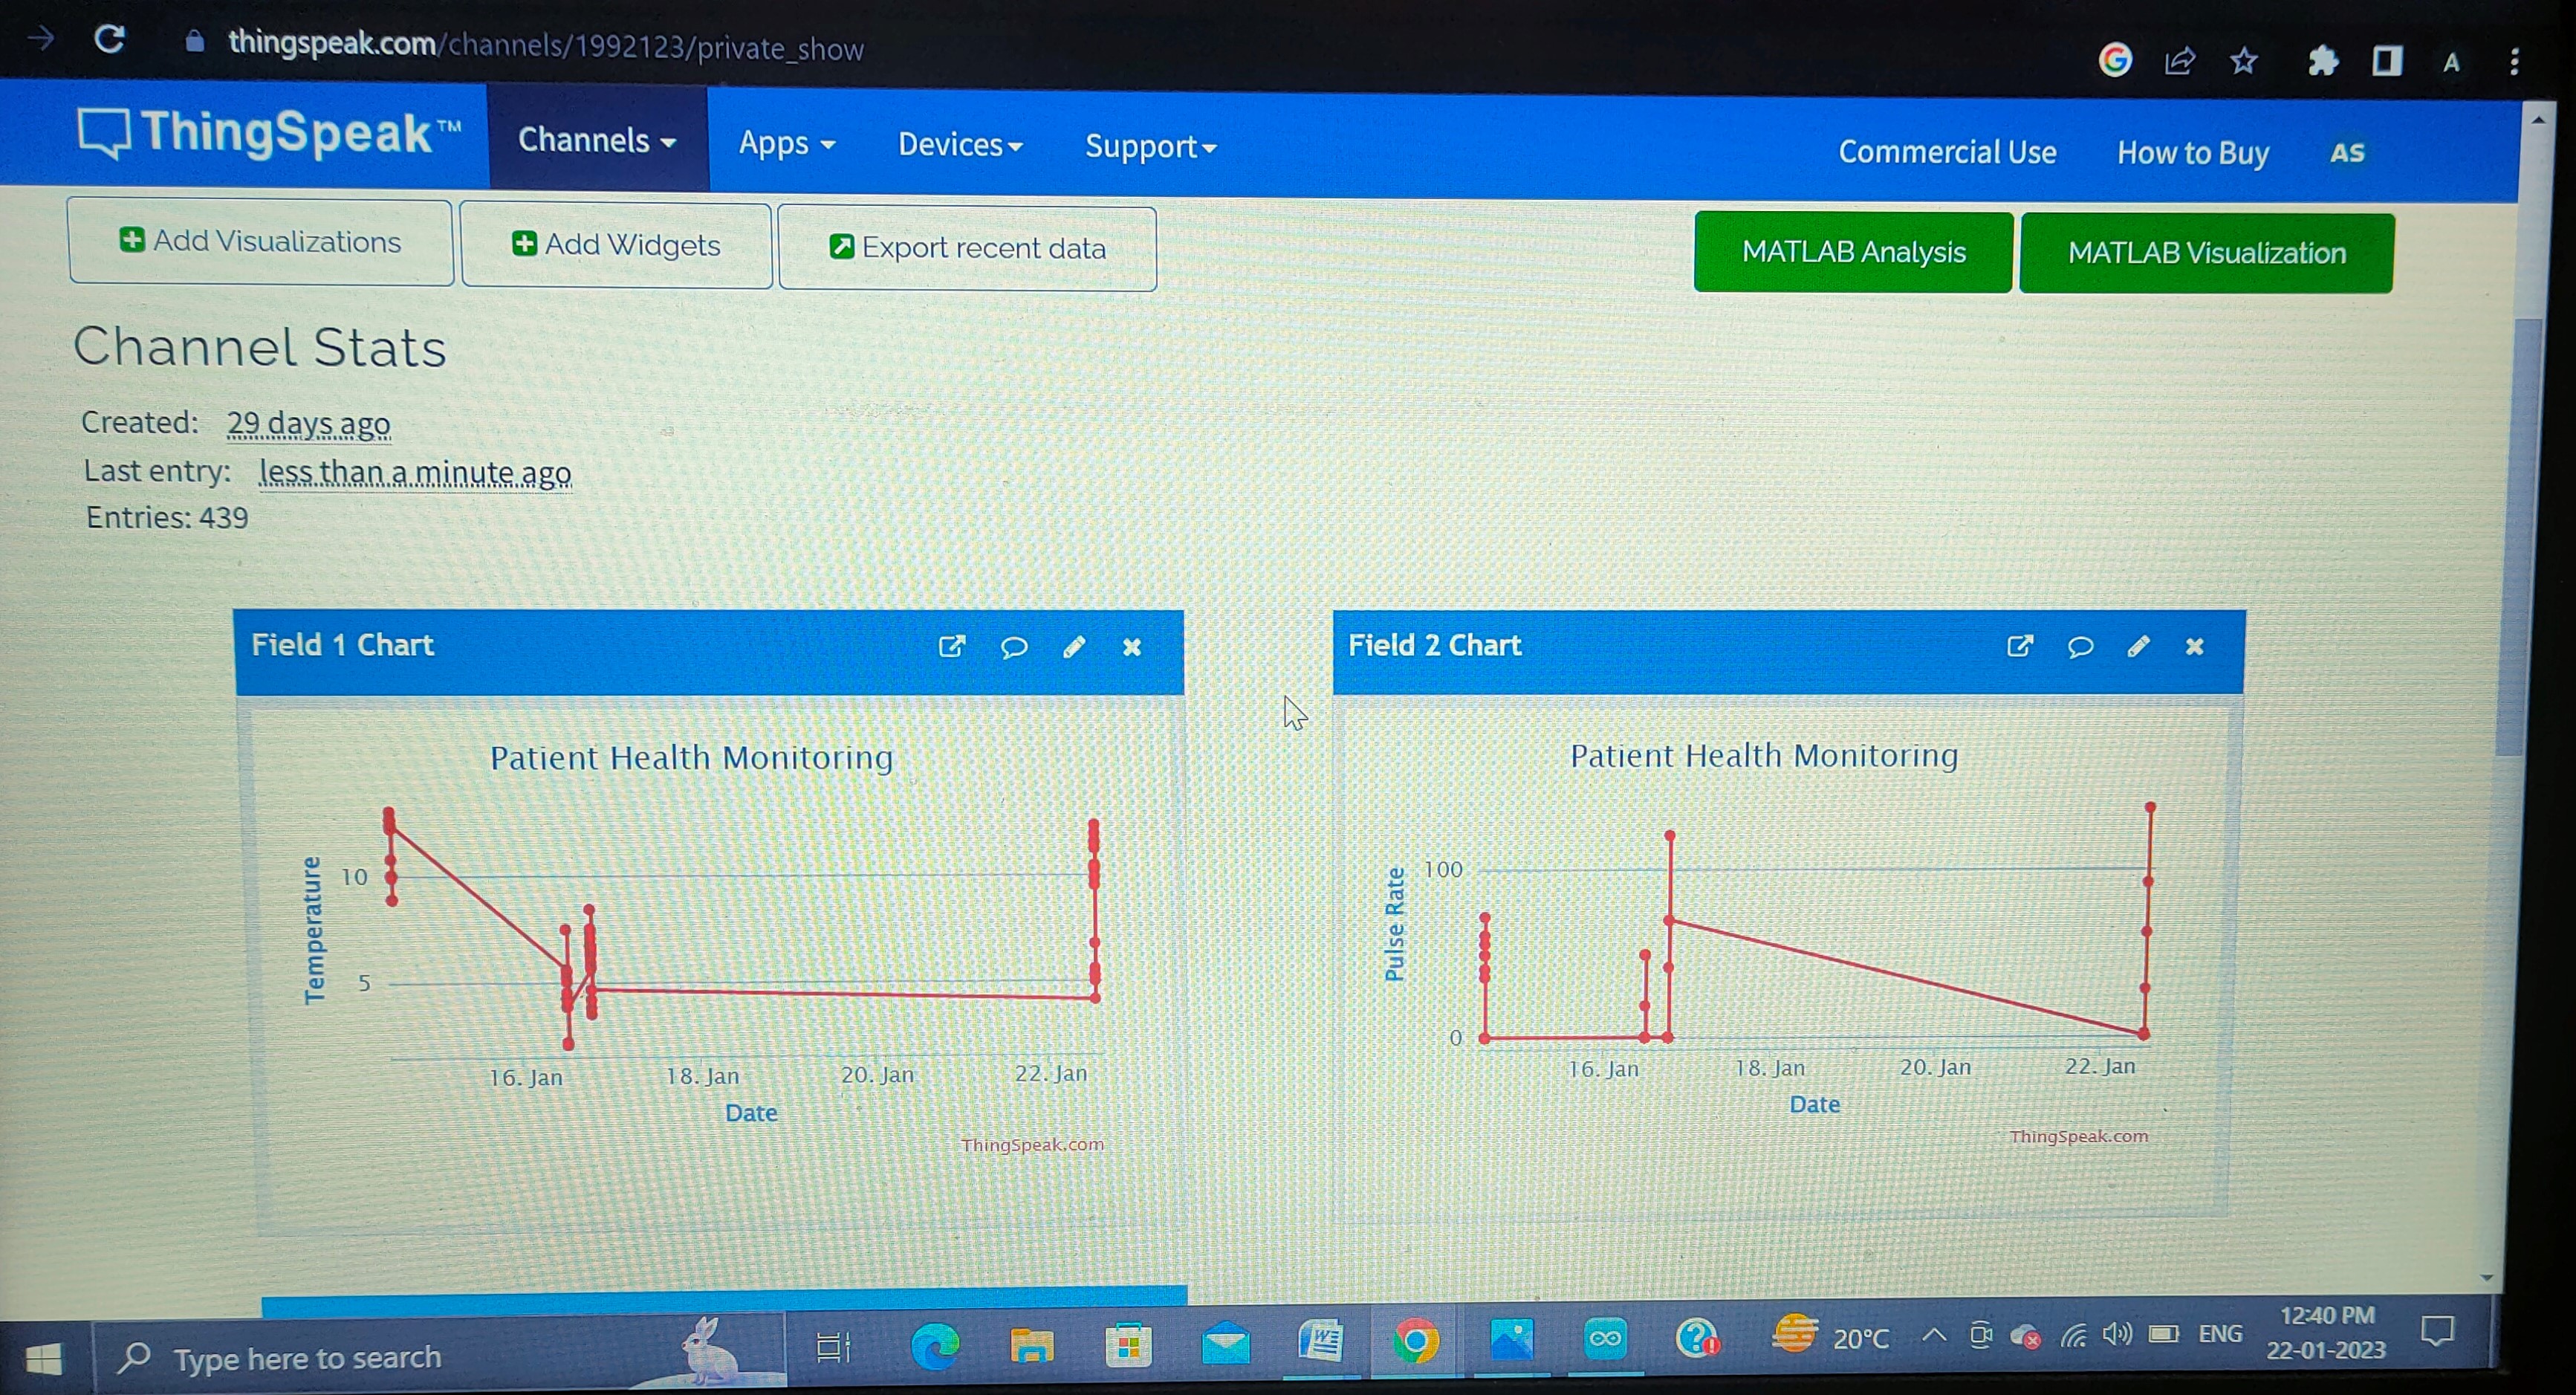 thingspeak.com/channels/1992123/private_show
A
ThingSpeak™ Channels Apps Devices Support Commercial Use How to Buy AS
Add Visualizations Add Widgets Export recent data MATLAB Analysis MATLAB Visualization
Channel Stats
Created: 29 days ago
Last entry: less than a minute ago
Entries: 439
Field 1 Chart
Patient Health Monitoring
Temperature
10
5
16. Jan 18. Jan 20. Jan 22. Jan
Date
ThingSpeak.com
Field 2 Chart
Patient Health Monitoring
Pulse Rate
100
0
16. Jan 18. Jan 20. Jan 22. Jan
Date
ThingSpeak.com
Type here to search
W
20°C
ENG
12:40 PM
22-01-2023